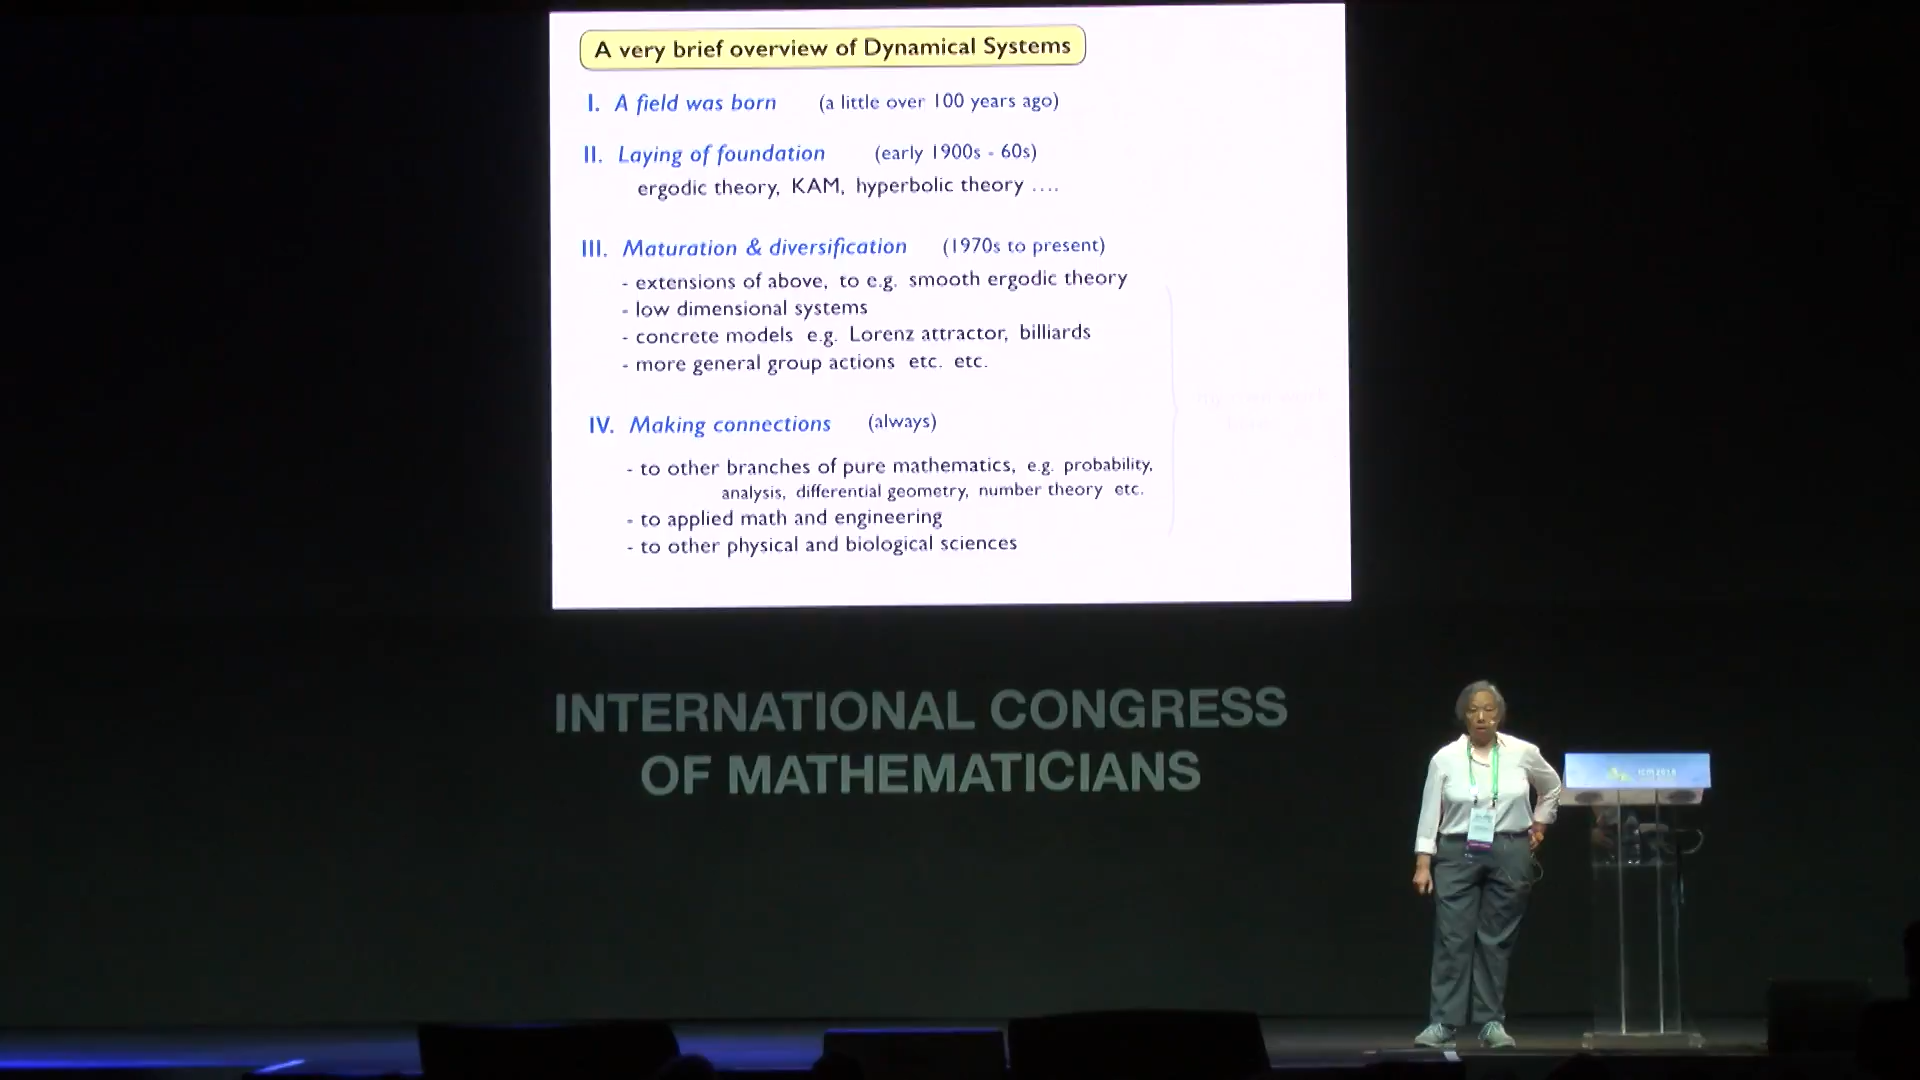 A very brief overview of Dynamical Systems
I. A field was born (a little over 100 years ago)
II. Laying of foundation (early 1900s - 60s)
ergodic theory, KAM, hyperbolic theory ....
III. Maturation & diversification (1970s to present)
- extensions of above, to e.g. smooth ergodic theory
- low dimensional systems
- concrete models e.g. Lorenz attractor, billiards
- more general group actions etc. etc.
IV. Making connections (always)
- to other branches of pure mathematics, e.g. probability,
analysis, differential geometry, number theory etc.
- to applied math and engineering
- to other physical and biological sciences
INTERNATIONAL CONGRESS
OF MATHEMATICIANS
ICM 2018